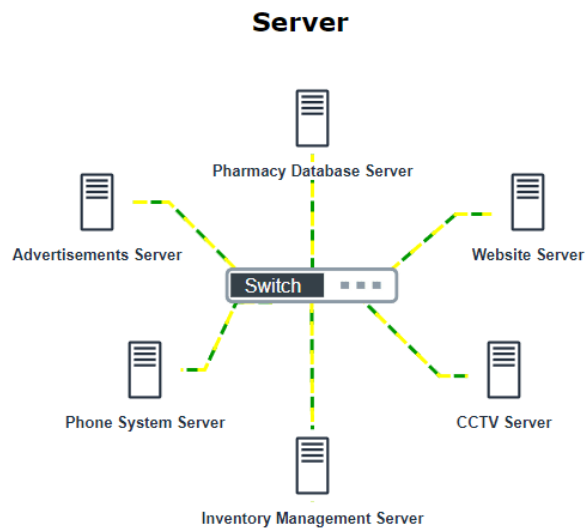 Server
Pharmacy Database Server
Advertisements Server
Website Server
Switch
Phone System Server
CCTV Server
Inventory Management Server